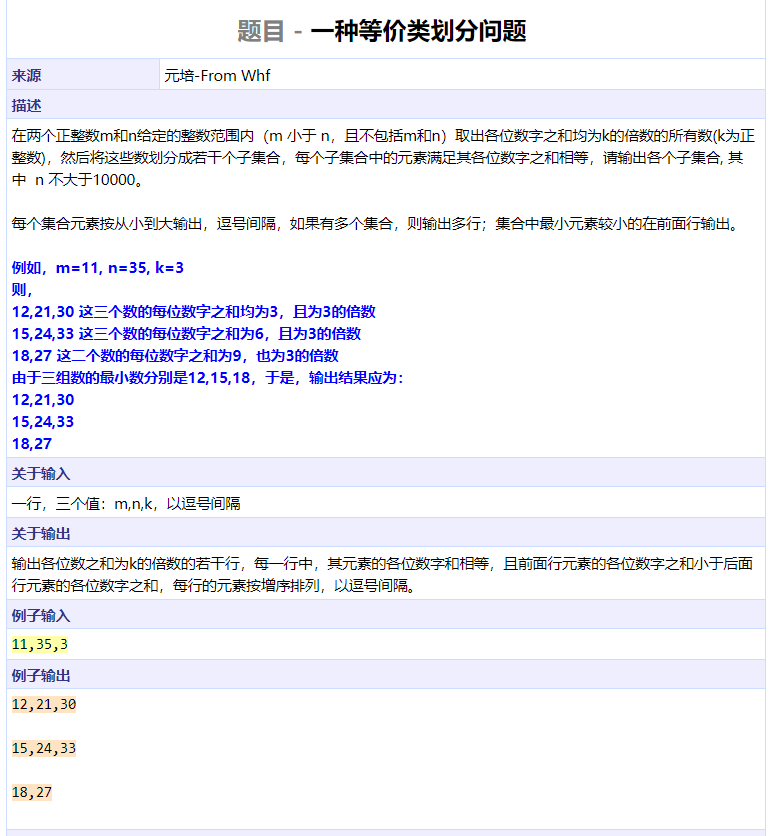 题目 - 一种等价类划分问题
来源 元培-From Whf
描述
在两个正整数m和n给定的整数范围内（m 小于 n，且不包括m和n）取出各位数字之和均为k的倍数的所有数(k为正
整数)，然后将这些数划分成若干个子集合，每个子集合中的元素满足其各位数字之和相等，请输出各个子集合, 其
中  n 不大于10000。
每个集合元素按从小到大输出，逗号间隔，如果有多个集合，则输出多行；集合中最小元素较小的在前面行输出。
例如，m=11, n=35, k=3
则，
12,21,30 这三个数的每位数字之和均为3，且为3的倍数
15,24,33 这三个数的每位数字之和为6，且为3的倍数
18,27 这二个数的每位数字之和为9，也为3的倍数
由于三组数的最小数分别是12,15,18，于是，输出结果应为：
12,21,30
15,24,33
18,27
关于输入
一行，三个值：m,n,k，以逗号间隔
关于输出
输出各位数之和为k的倍数的若干行，每一行中，其元素的各位数字和相等，且前面行元素的各位数字之和小于后面
行元素的各位数字之和，每行的元素按增序排列，以逗号间隔。
例子输入
11,35,3
例子输出
12,21,30
15,24,33
18,27